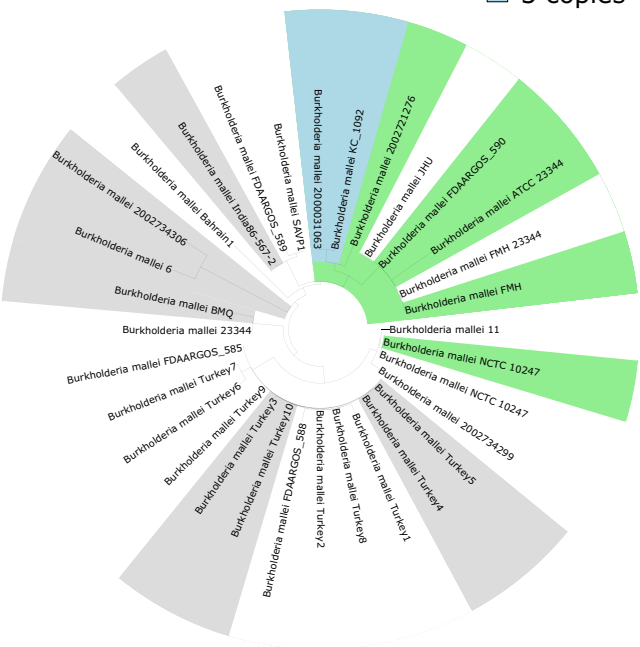 3 copies
Burkholderia mallei 2000031063
Burkholderia mallei KC_1092
Burkholderia mallei 2002721276
Burkholderia mallei JHU
Burkholderia mallei FDAARGOS_590
Burkholderia mallei ATCC 23344
Burkholderia mallei FMH 23344
Burkholderia mallei FMH
Burkholderia mallei 11
Burkholderia mallei NCTC 10247
Burkholderia mallei NCTC 10247
Burkholderia mallei 2002734299
Burkholderia mallei Turkey5
Burkholderia mallei Turkey4
Burkholderia mallei Turkey1
Burkholderia mallei Turkey8
Burkholderia mallei Turkey2
Burkholderia mallei FDAARGOS_588
Burkholderia mallei Turkey10
Burkholderia mallei Turkey3
Burkholderia mallei Turkey9
Burkholderia mallei Turkey6
Burkholderia mallei Turkey7
Burkholderia mallei FDAARGOS_585
Burkholderia mallei 23344
Burkholderia mallei BMQ
Burkholderia mallei 6
Burkholderia mallei 2002734306
Burkholderia mallei Bahrain1
Burkholderia mallei India86-567-2
Burkholderia mallei FDAARGOS_589
Burkholderia mallei SAVP1